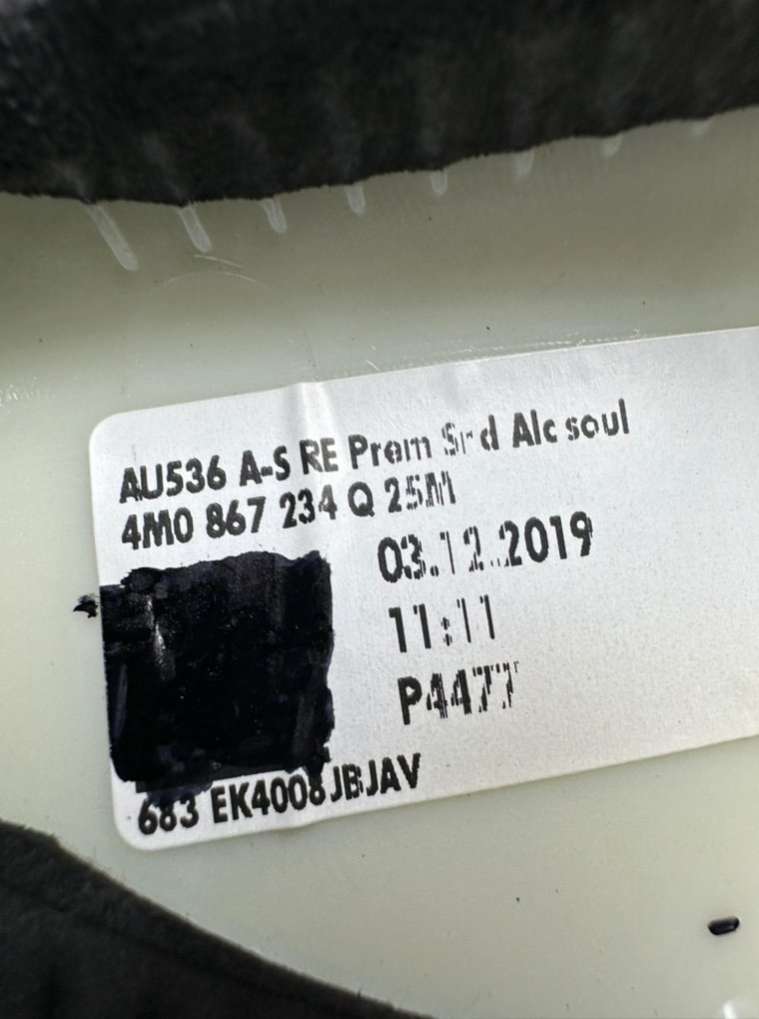 AU536 A-S RE Prem Srd Alc soul
4M0 867 234 Q 25M
03.12.2019
11:11
P4477
683 EK4008JBJAV